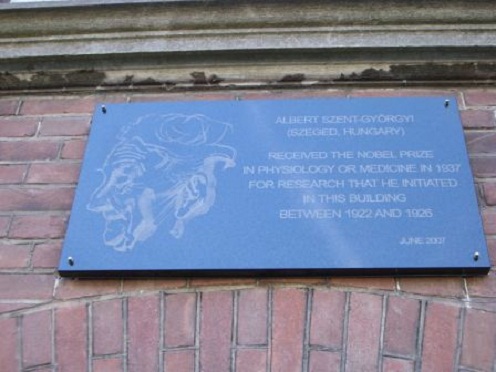 ALBERT SZENT-GYÖRGYI
(SZEGED, HUNGARY)
RECEIVED THE NOBEL PRIZE
IN PHYSIOLOGY OR MEDICINE IN 1937
FOR RESEARCH THAT HE INITIATED
IN THIS BUILDING
BETWEEN 1922 AND 1926
JUNE 2007